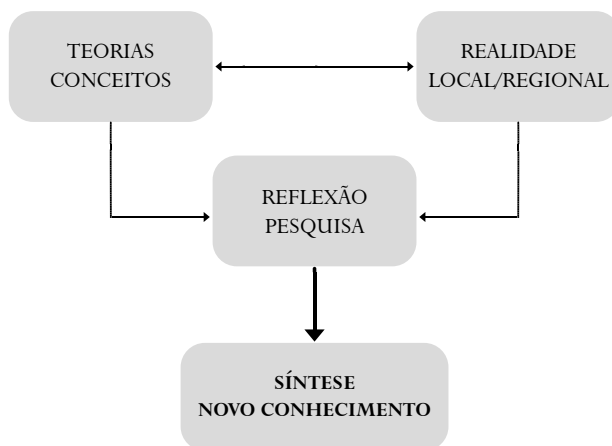 TEORIAS
CONCEITOS
REALIDADE
LOCAL/REGIONAL
REFLEXÃO
PESQUISA
SÍNTESE
NOVO CONHECIMENTO